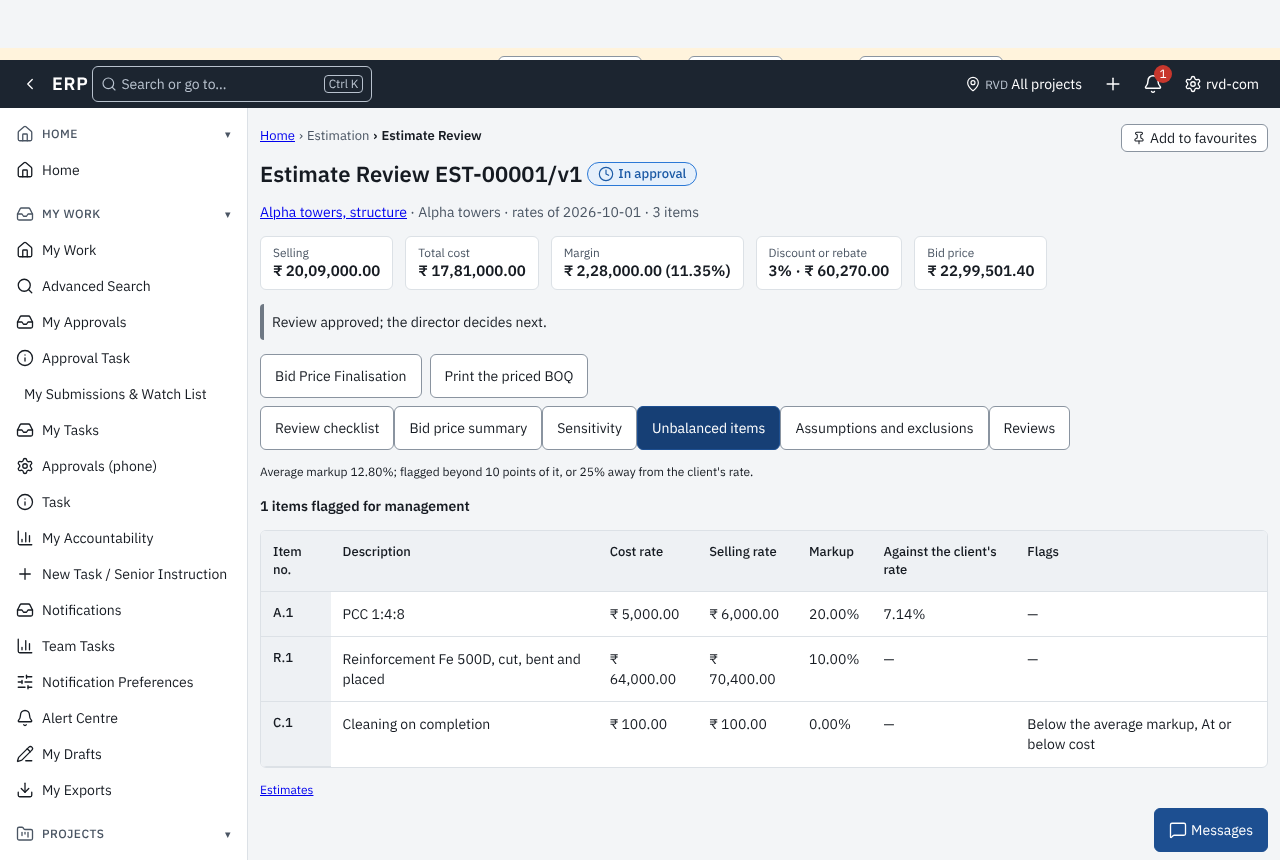 ERP
Search or go to...
Ctrl K
RVD All projects
1
rvd-com
HOME
Home
MY WORK
My Work
Advanced Search
My Approvals
Approval Task
My Submissions & Watch List
My Tasks
Approvals (phone)
Task
My Accountability
New Task / Senior Instruction
Notifications
Team Tasks
Notification Preferences
Alert Centre
My Drafts
My Exports
PROJECTS
Home › Estimation › Estimate Review
Add to favourites
Estimate Review EST-00001/v1
In approval
Alpha towers, structure · Alpha towers · rates of 2026-10-01 · 3 items
Selling
₹ 20,09,000.00
Total cost
₹ 17,81,000.00
Margin
₹ 2,28,000.00 (11.35%)
Discount or rebate
3% · ₹ 60,270.00
Bid price
₹ 22,99,501.40
Review approved; the director decides next.
Bid Price Finalisation
Print the priced BOQ
Review checklist
Bid price summary
Sensitivity
Unbalanced items
Assumptions and exclusions
Reviews
Average markup 12.80%; flagged beyond 10 points of it, or 25% away from the client's rate.
1 items flagged for management
Item no.
Description
Cost rate
Selling rate
Markup
Against the client's rate
Flags
A.1
PCC 1:4:8
₹ 5,000.00
₹ 6,000.00
20.00%
7.14%
—
R.1
Reinforcement Fe 500D, cut, bent and placed
₹ 64,000.00
₹ 70,400.00
10.00%
—
—
C.1
Cleaning on completion
₹ 100.00
₹ 100.00
0.00%
—
Below the average markup, At or below cost
Estimates
Messages